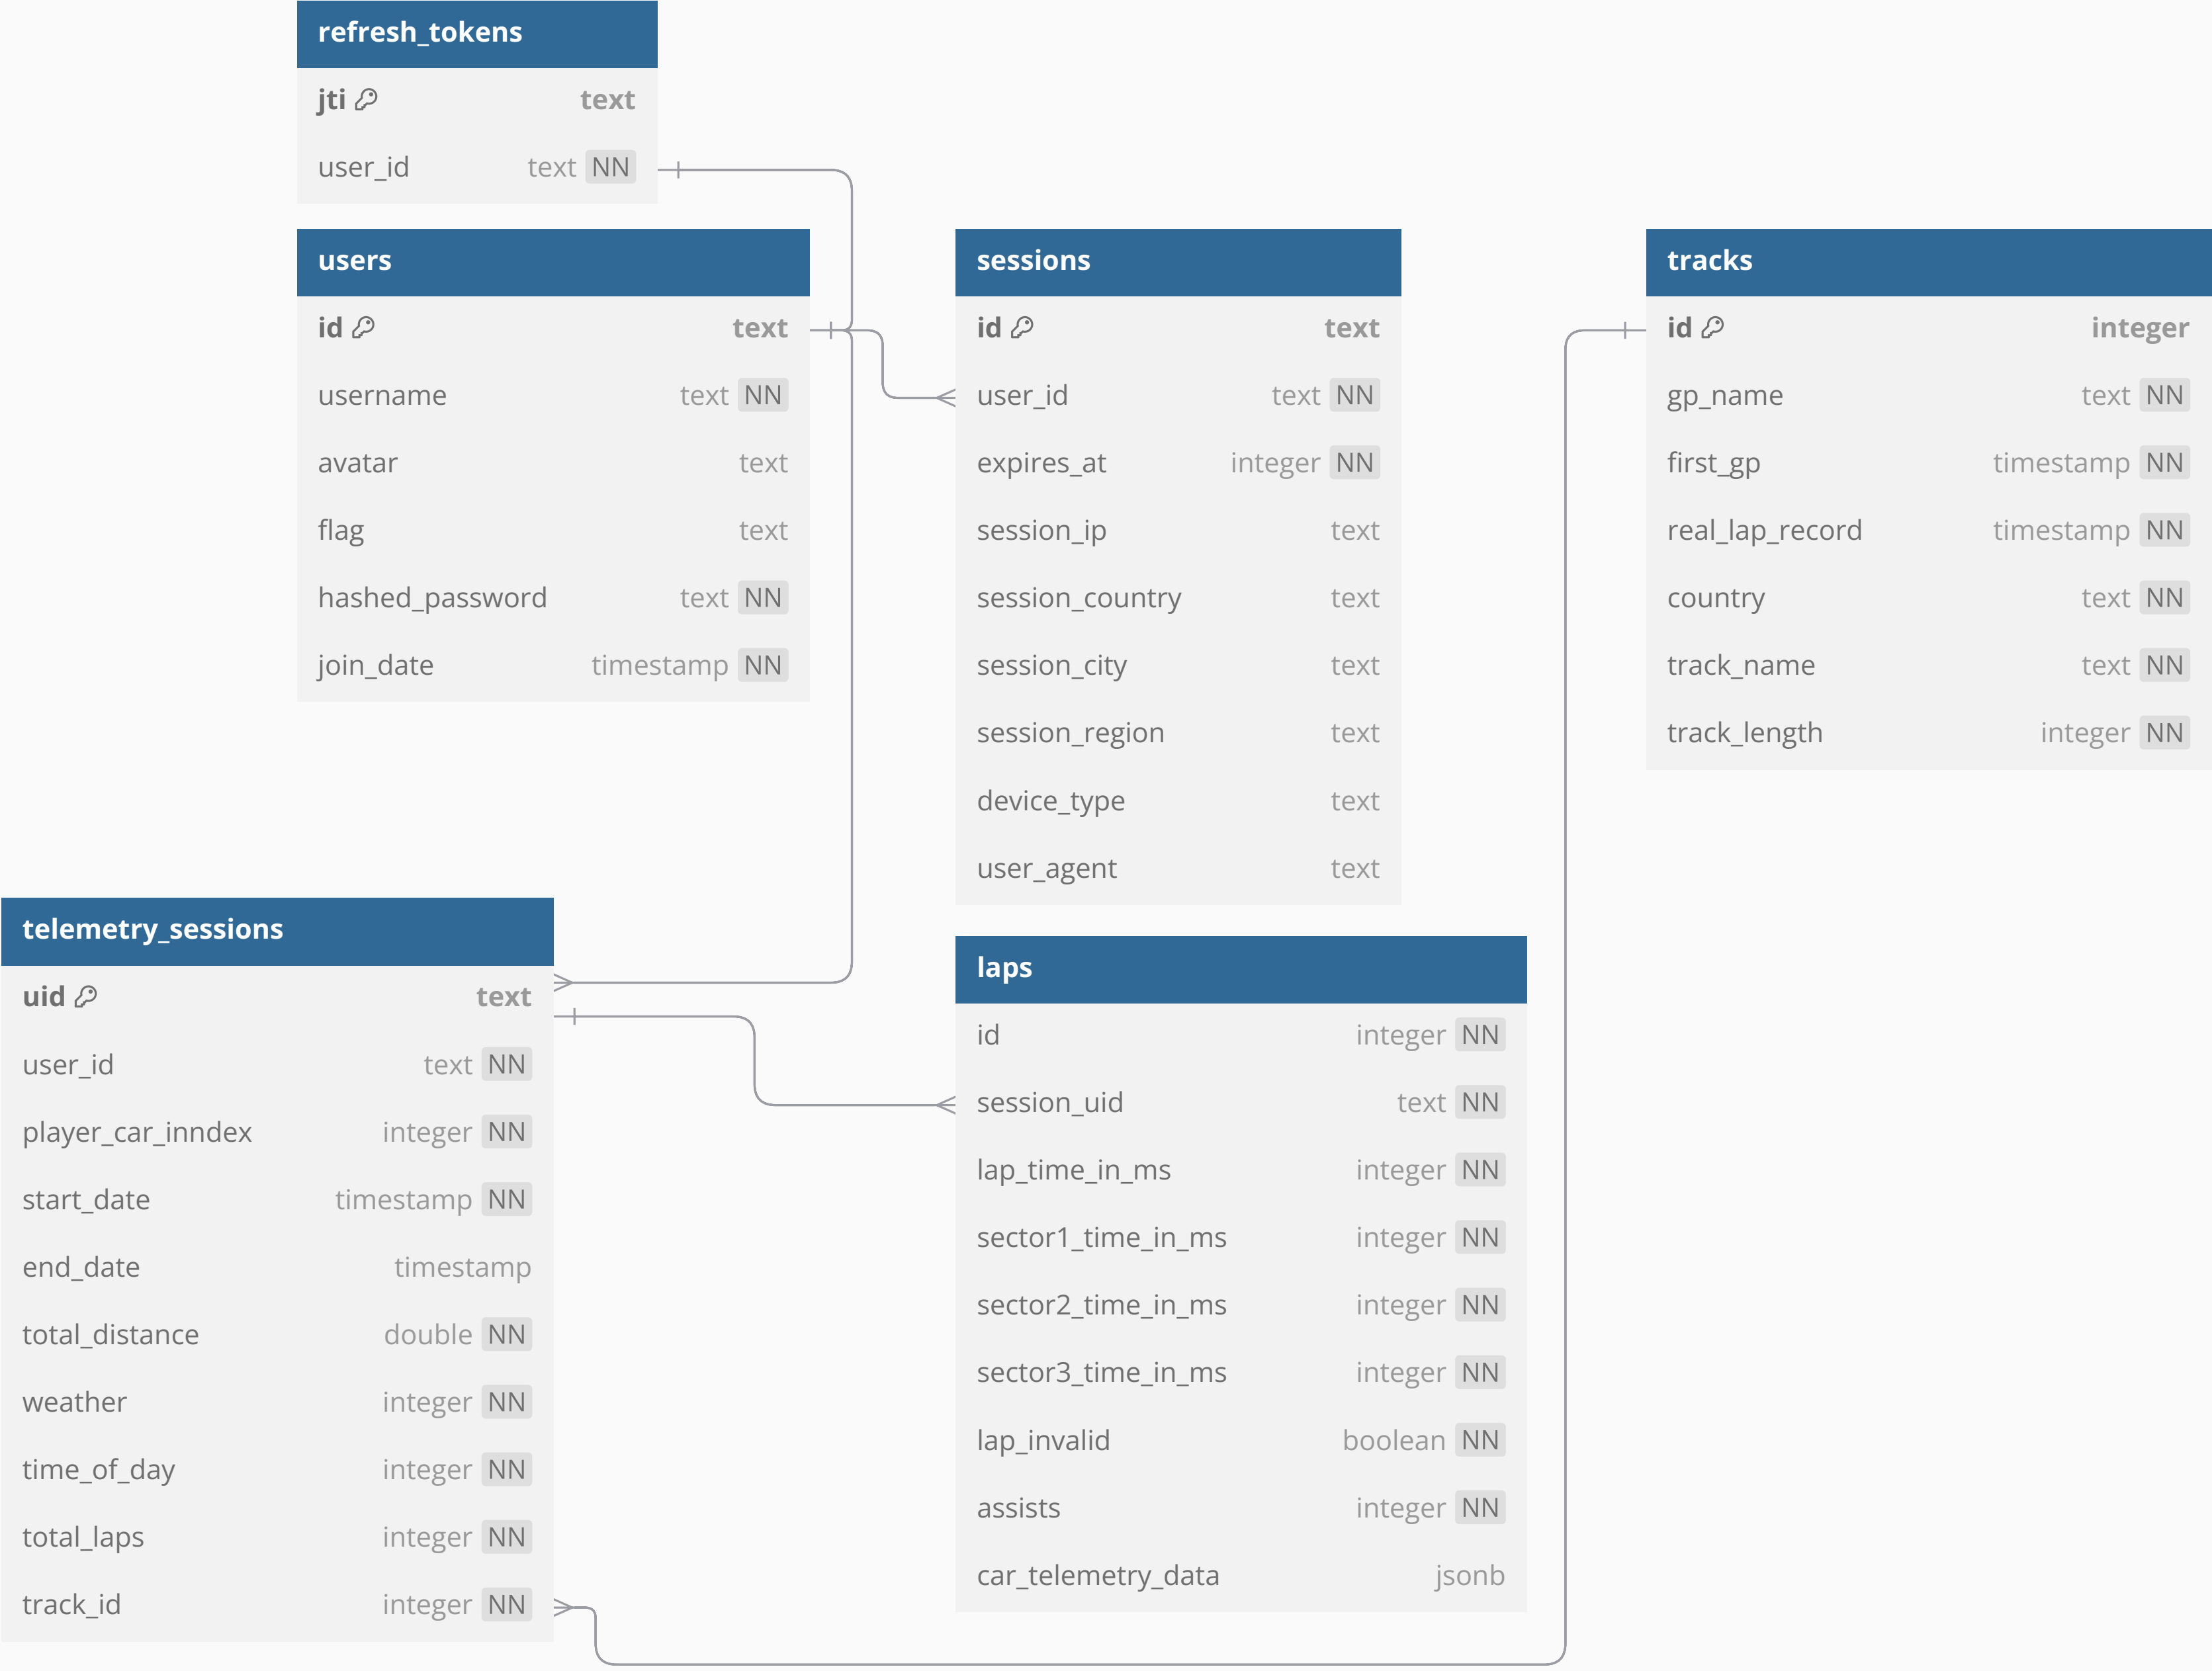 refresh_tokens
jti text
user_id text NN
users
id text
username text NN
avatar text
flag text
hashed_password text NN
join_date timestamp NN
sessions
id text
user_id text NN
expires_at integer NN
session_ip text
session_country text
session_city text
session_region text
device_type text
user_agent text
tracks
id integer
gp_name text NN
first_gp timestamp NN
real_lap_record timestamp NN
country text NN
track_name text NN
track_length integer NN
telemetry_sessions
uid text
user_id text NN
player_car_inndex integer NN
start_date timestamp NN
end_date timestamp
total_distance double NN
weather integer NN
time_of_day integer NN
total_laps integer NN
track_id integer NN
laps
id integer NN
session_uid text NN
lap_time_in_ms integer NN
sector1_time_in_ms integer NN
sector2_time_in_ms integer NN
sector3_time_in_ms integer NN
lap_invalid boolean NN
assists integer NN
car_telemetry_data jsonb